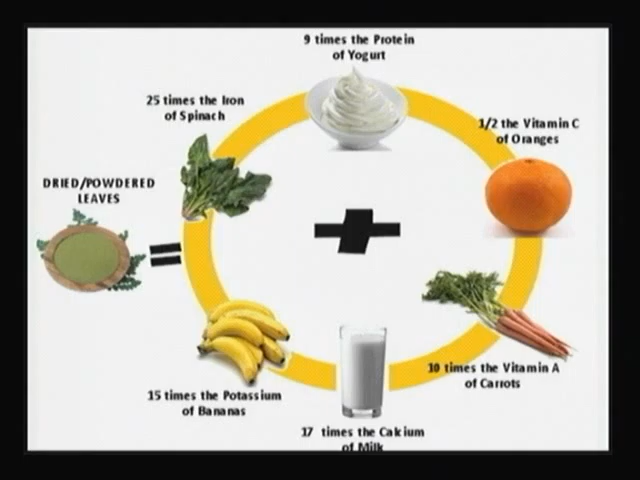 9 times the Protein
of Yogurt
25 times the Iron
of Spinach
1/2 the Vitamin C
of Oranges
DRIED/POWDERED
LEAVES
10 times the Vitamin A
of Carrots
15 times the Potassium
of Bananas
17 times the Calcium
of Milk